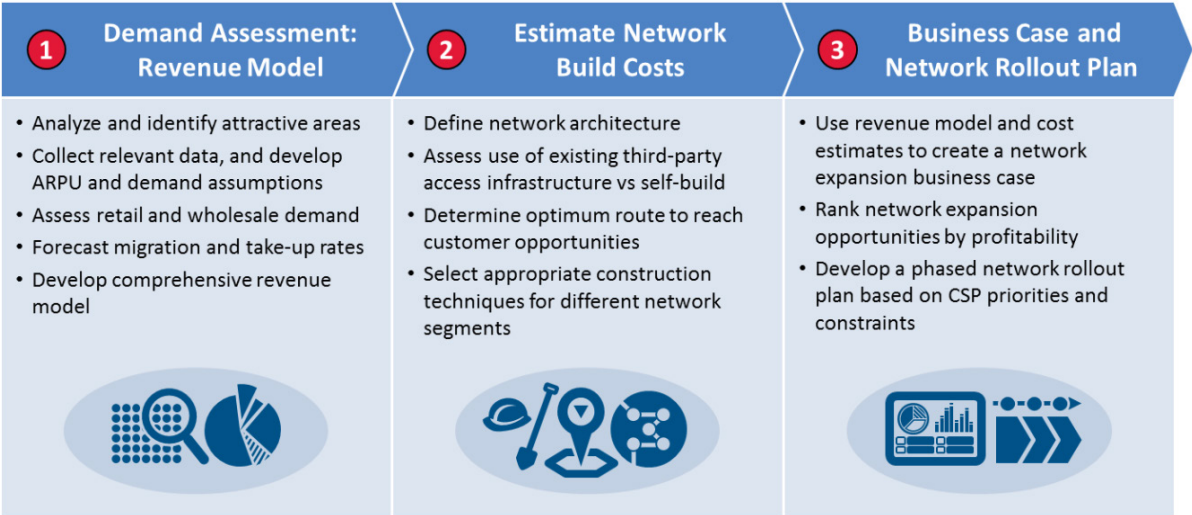 1
Demand Assessment:
Revenue Model
• Analyze and identify attractive areas
• Collect relevant data, and develop
ARPU and demand assumptions
• Assess retail and wholesale demand
• Forecast migration and take-up rates
• Develop comprehensive revenue
model
2
Estimate Network
Build Costs
• Define network architecture
• Assess use of existing third-party
access infrastructure vs self-build
• Determine optimum route to reach
customer opportunities
• Select appropriate construction
techniques for different network
segments
3
Business Case and
Network Rollout Plan
• Use revenue model and cost
estimates to create a network
expansion business case
• Rank network expansion
opportunities by profitability
• Develop a phased network rollout
plan based on CSP priorities and
constraints